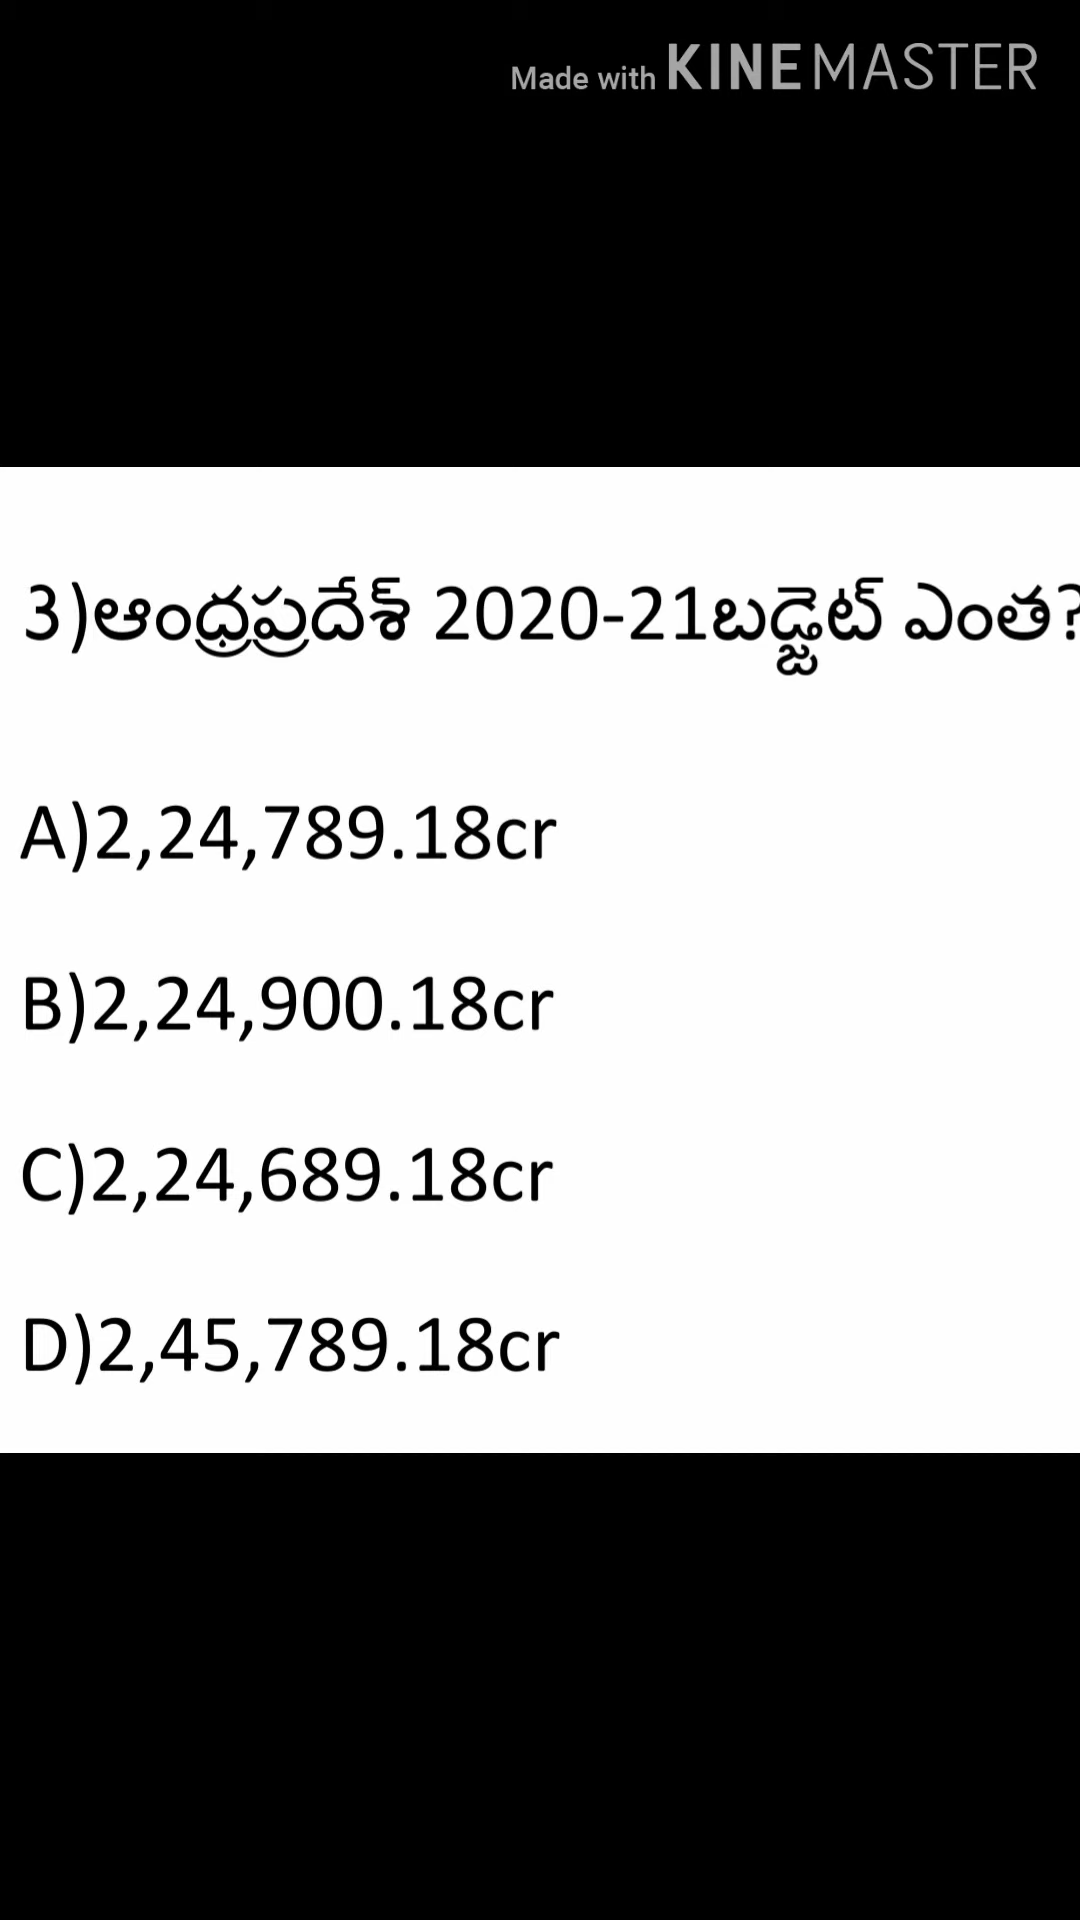 Made with KINEMASTER
3)ఆంధ్రప్రదేశ్ 2020-21బడ్జెట్ ఎంత?
A)2,24,789.18cr
B)2,24,900.18cr
C)2,24,689.18cr
D)2,45,789.18cr